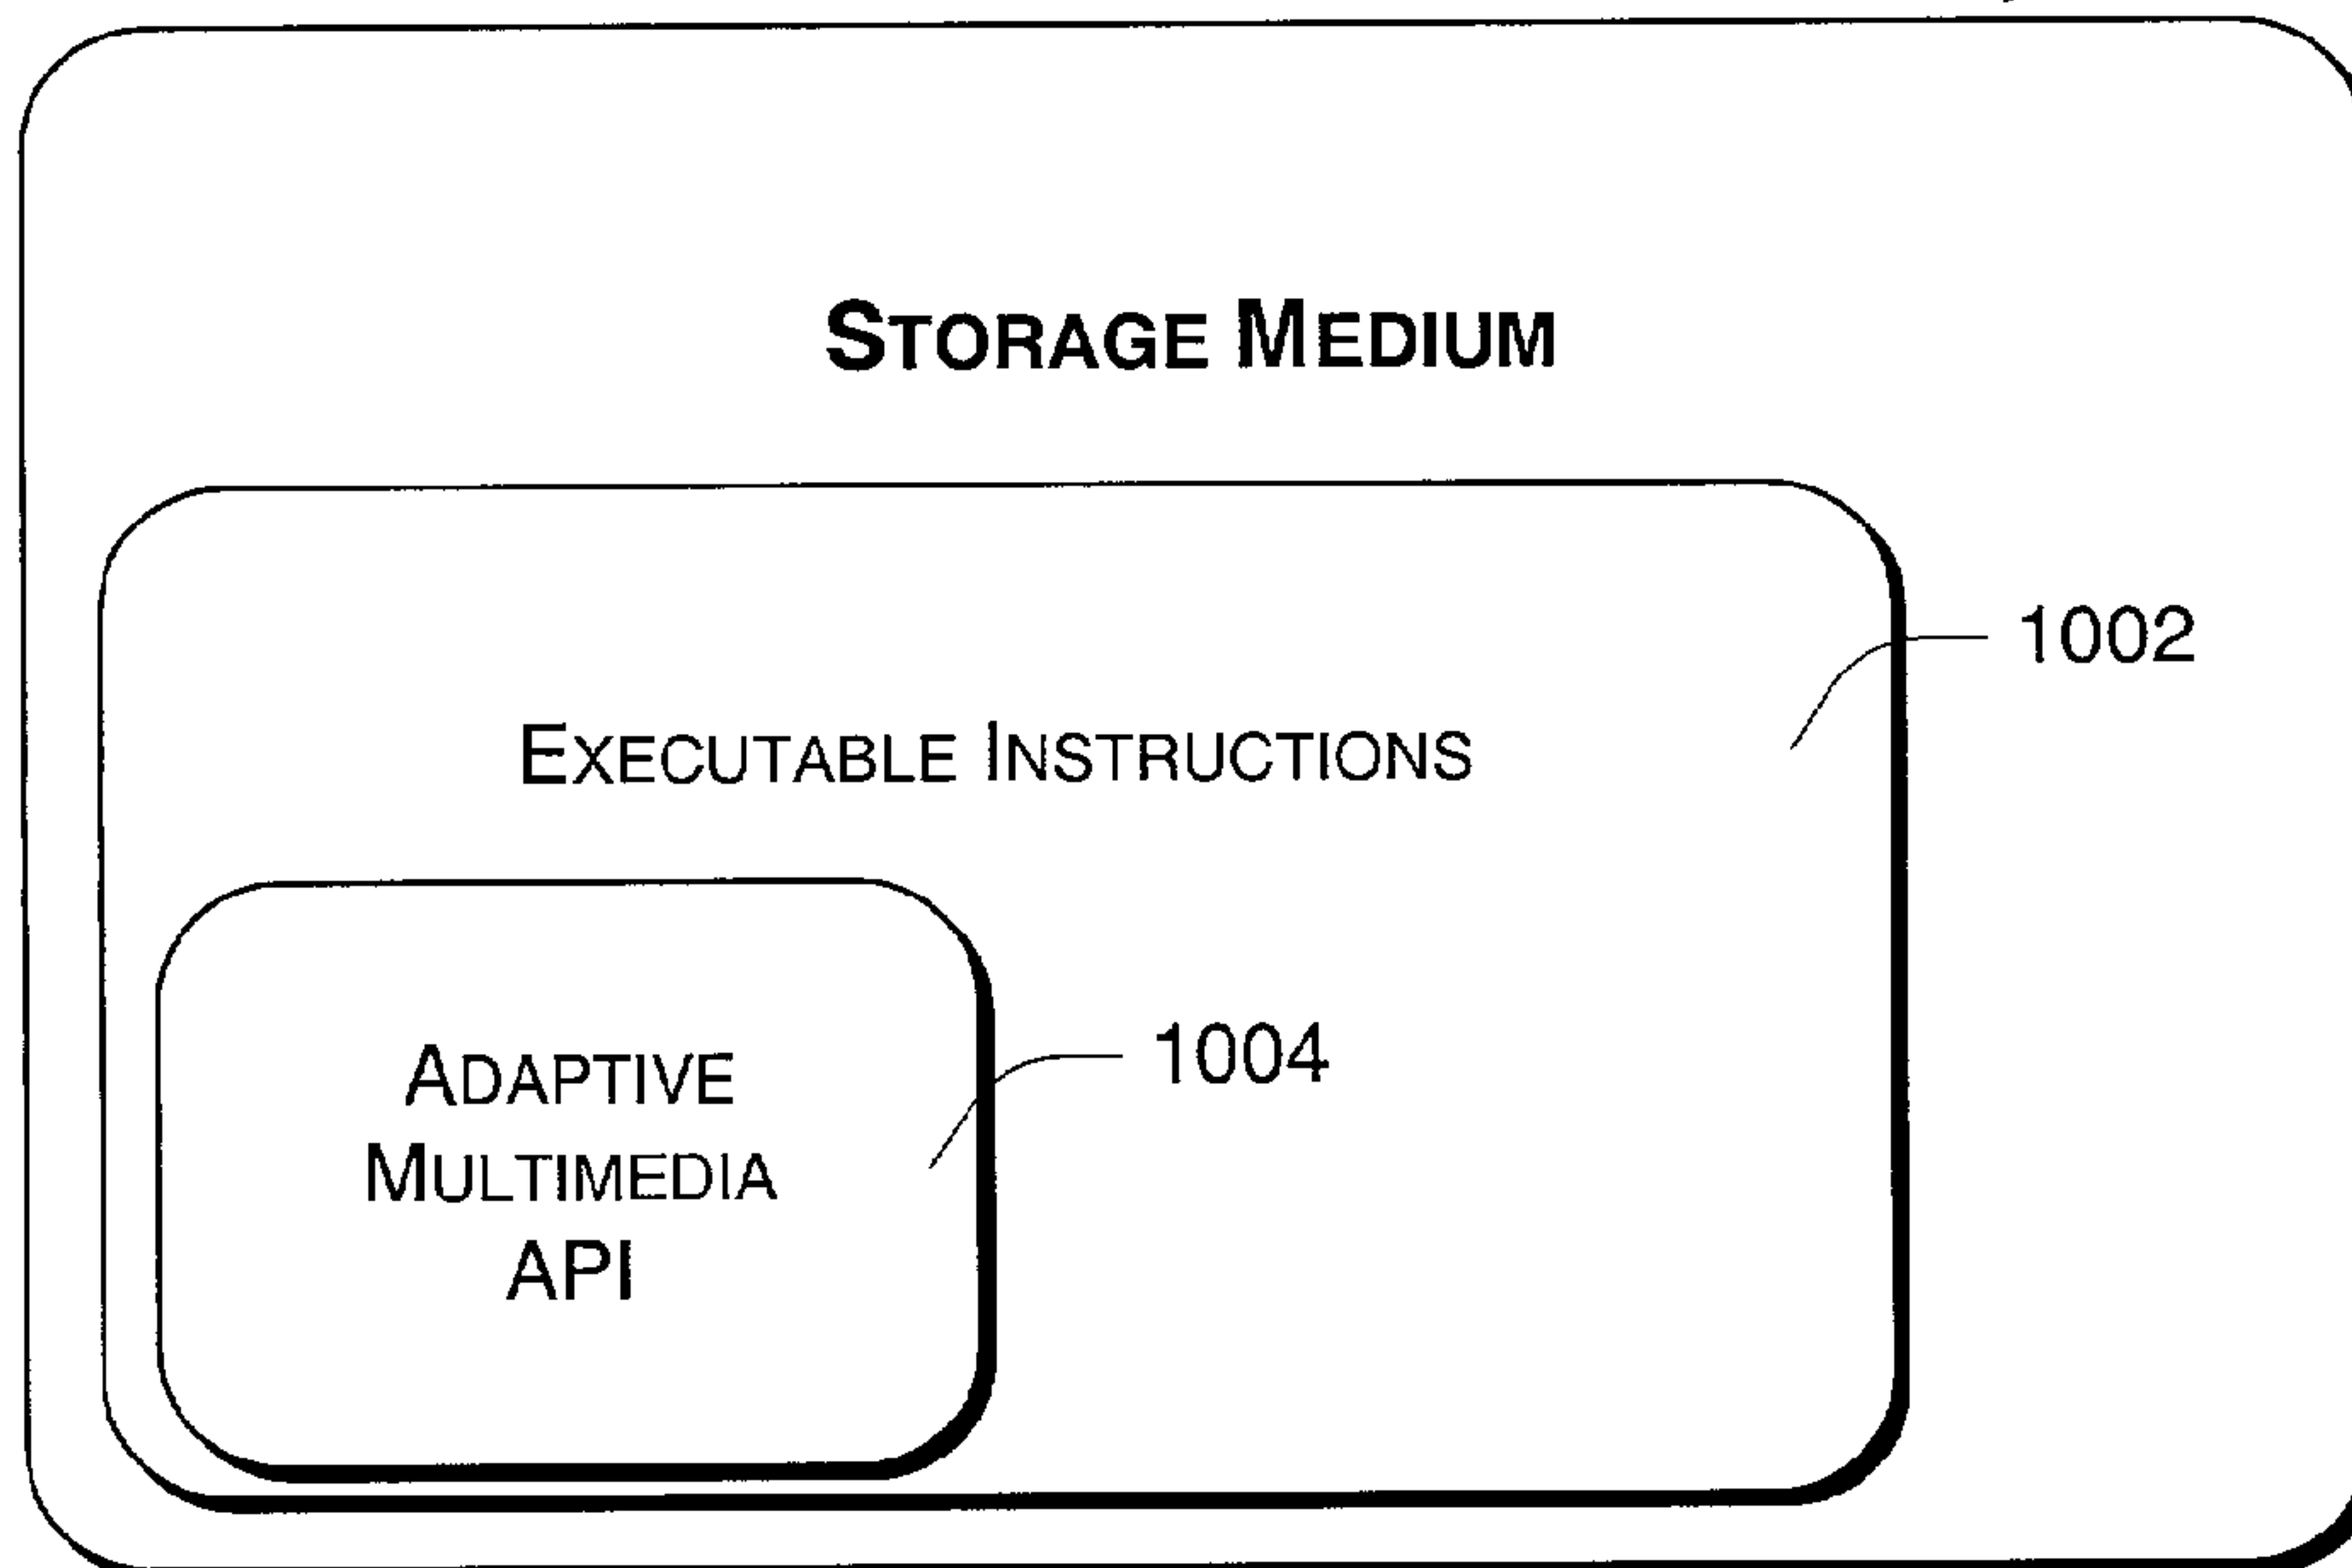 STORAGE MEDIUM
1002
EXECUTABLE INSTRUCTIONS
1004
ADAPTIVE
MULTIMEDIA
API